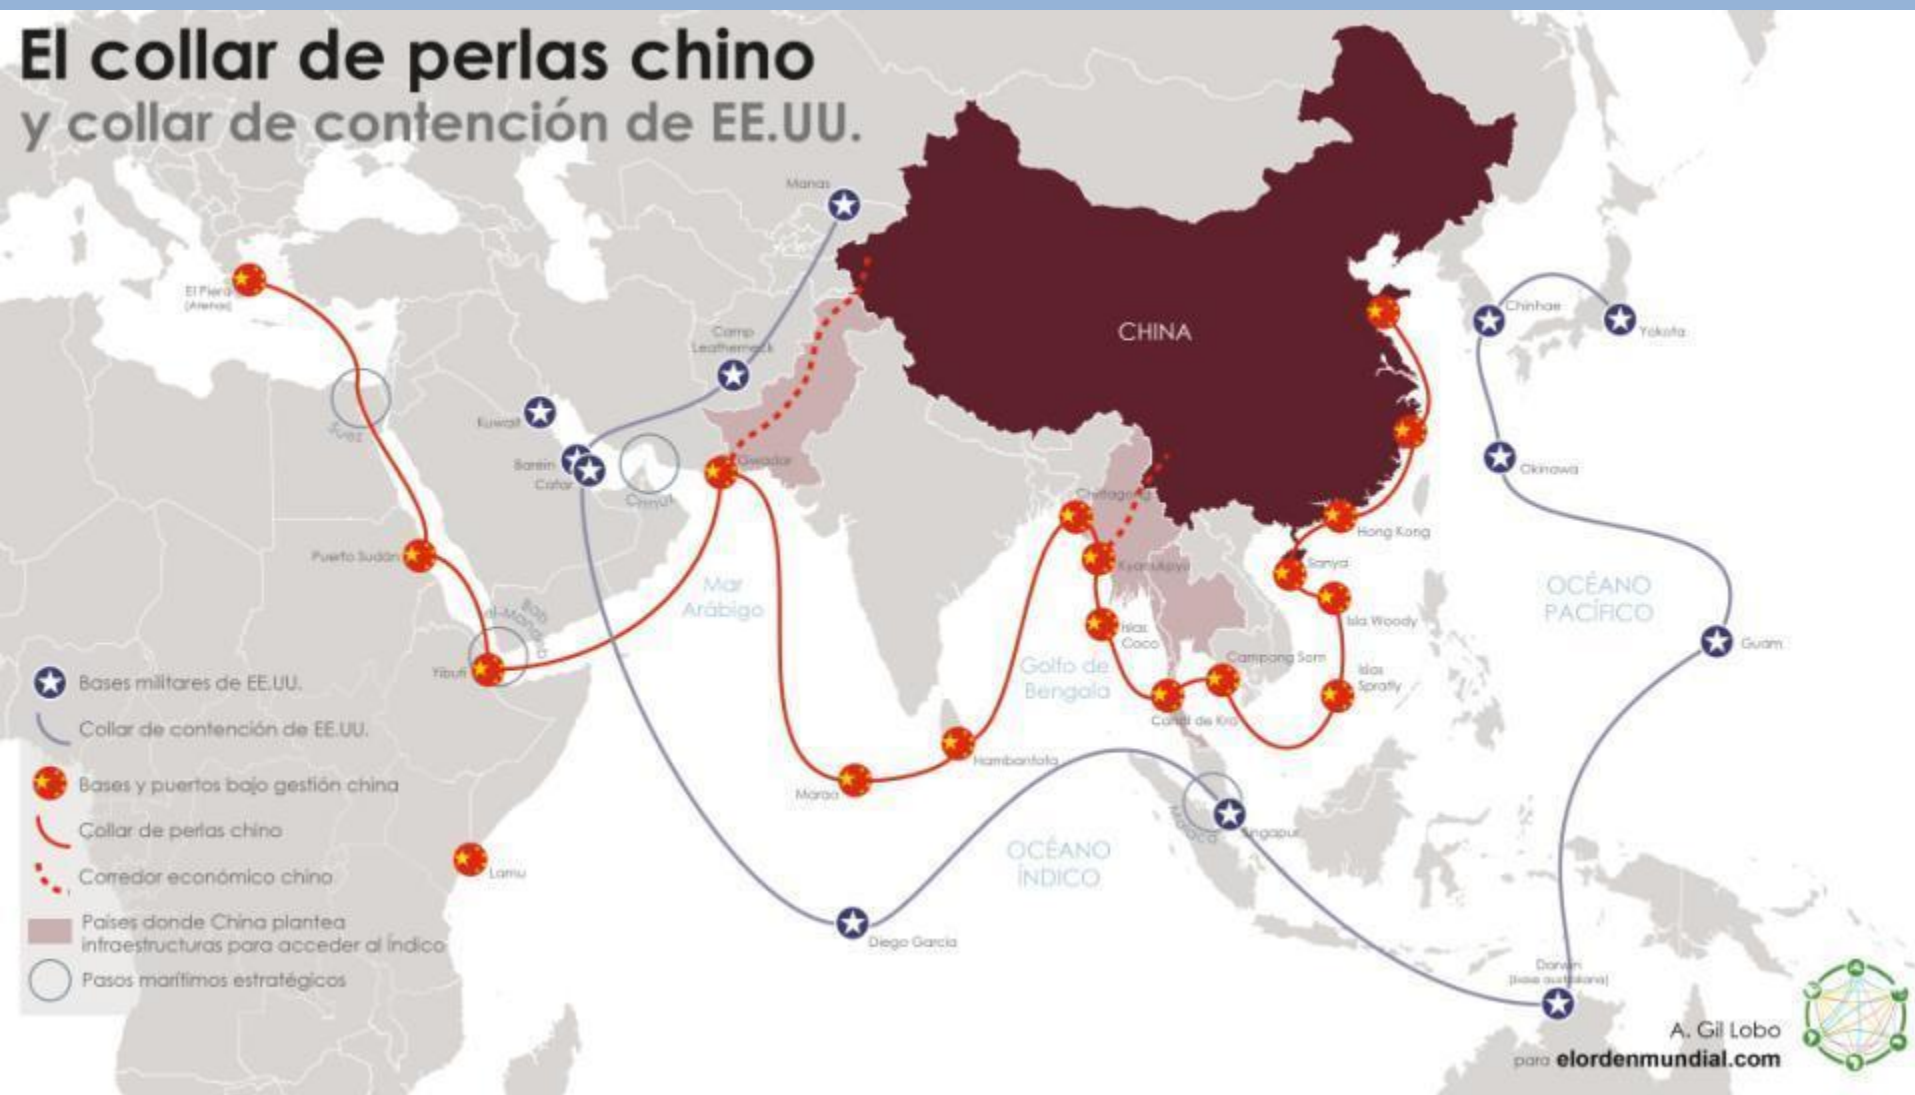 El collar de perlas chino
y collar de contención de EE.UU.
Manas
CHINA
El Pireo
(Atenas)
Camp
Leatherneck
Chinhae
Yokota
Kuwait
Suez
Baréin
Catar
Ormuz
Gwadar
Okinawa
Chittagong
Hong Kong
Puerto Sudán
Kyaukpyu
Sanya
Mar
Arábigo
OCÉANO
PACÍFICO
Bab
el-Mandeb
Islas
Coco
Isla Woody
Guam
Yibuti
Golfo de
Bengala
Campong Som
Islas
Spratly
Canal de Kra
Hambantota
Marao
Malaca
Singapur
OCÉANO
ÍNDICO
Lamu
Diego García
Darwin
(base australiana)
Bases militares de EE.UU.
Collar de contención de EE.UU.
Bases y puertos bajo gestión china
Collar de perlas chino
Corredor económico chino
Países donde China plantea
infraestructuras para acceder al Índico
Pasos marítimos estratégicos
A. Gil Lobo
para elordenmundial.com